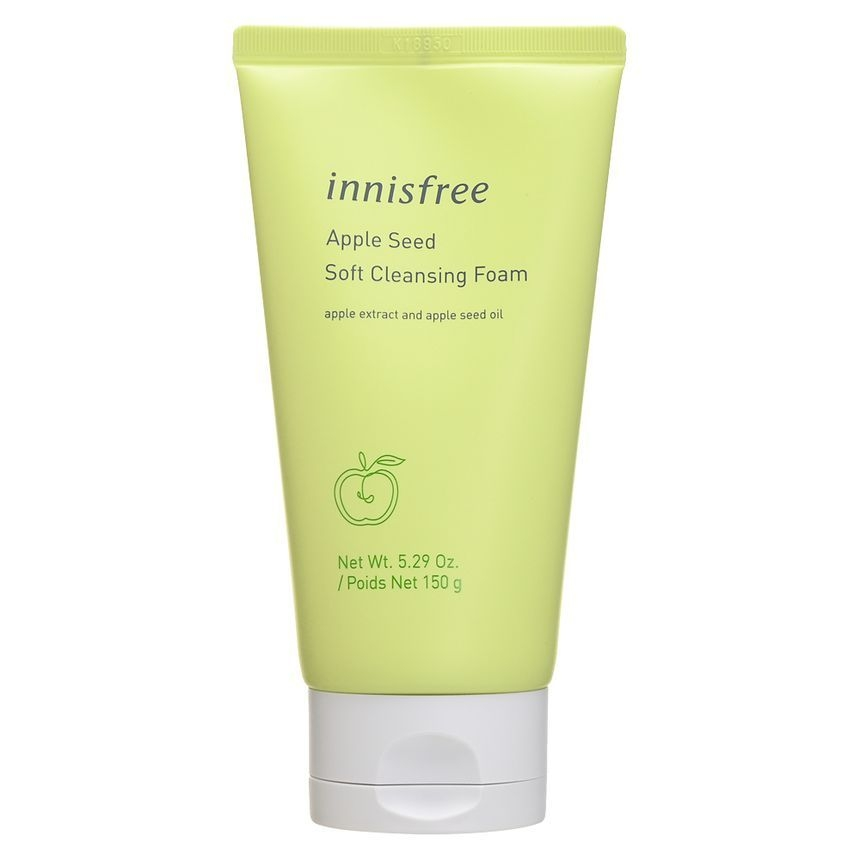 innisfree
Apple Seed
Soft Cleansing Foam
apple extract and apple seed oil
Net Wt. 5.29 Oz.
/ Poids Net 150 g